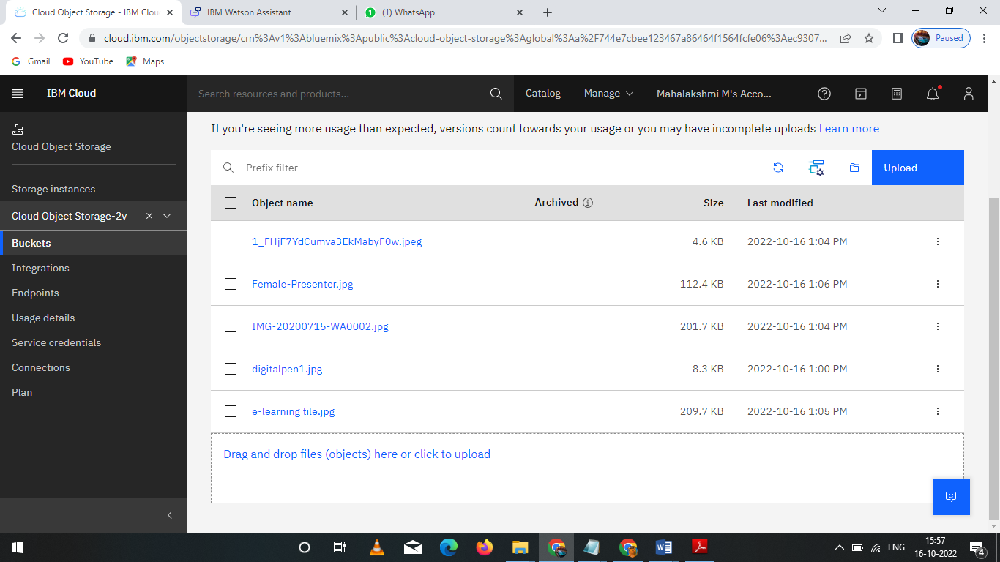 Cloud Object Storage - IBM Clou
IBM Watson Assistant
(1) WhatsApp
cloud.ibm.com/objectstorage/crn%3Av1%3Abluemix%3Apublic%3Acloud-object-storage%3Aglobal%3Aa%2F744e7cbee123467a86464f1564fcfe06%3Aec9307...
Paused
Gmail
YouTube
Maps
IBM Cloud
Search resources and products...
Catalog
Manage
Mahalakshmi M's Acco...
Cloud Object Storage
Storage instances
Cloud Object Storage-2v
Buckets
Integrations
Endpoints
Usage details
Service credentials
Connections
Plan
If you're seeing more usage than expected, versions count towards your usage or you may have incomplete uploads Learn more
Prefix filter
Upload
Object name Archived Size Last modified
1_FHjF7YdCumva3EkMabyF0w.jpeg 4.6 KB 2022-10-16 1:04 PM
Female-Presenter.jpg 112.4 KB 2022-10-16 1:06 PM
IMG-20200715-WA0002.jpg 201.7 KB 2022-10-16 1:04 PM
digitalpen1.jpg 8.3 KB 2022-10-16 1:00 PM
e-learning tile.jpg 209.7 KB 2022-10-16 1:05 PM
Drag and drop files (objects) here or click to upload
ENG
15:57
16-10-2022
4